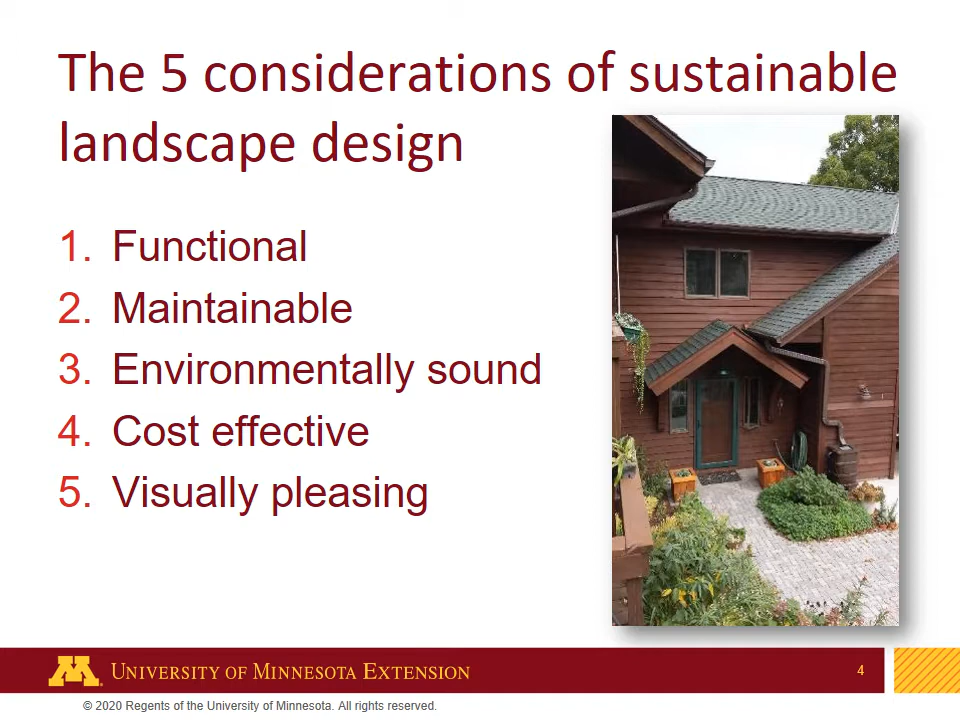 The 5 considerations of sustainable
landscape design
1. Functional
2. Maintainable
3. Environmentally sound
4. Cost effective
5. Visually pleasing
M
UNIVERSITY OF MINNESOTA EXTENSION
4
© 2020 Regents of the University of Minnesota. All rights reserved.